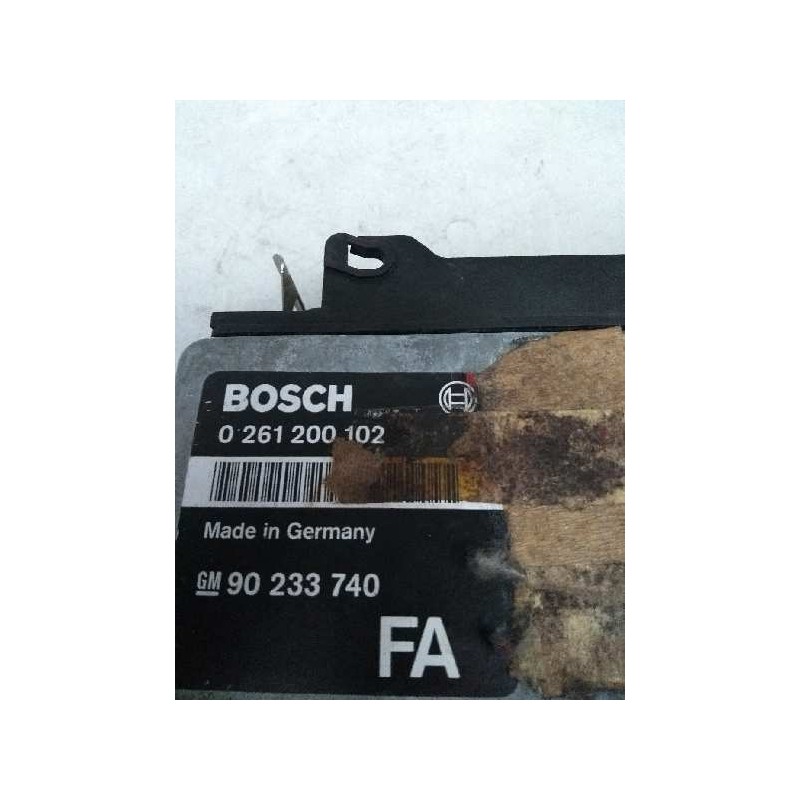 BOSCH
0 261 200 102
Made in Germany
GM 90 233 740
FA